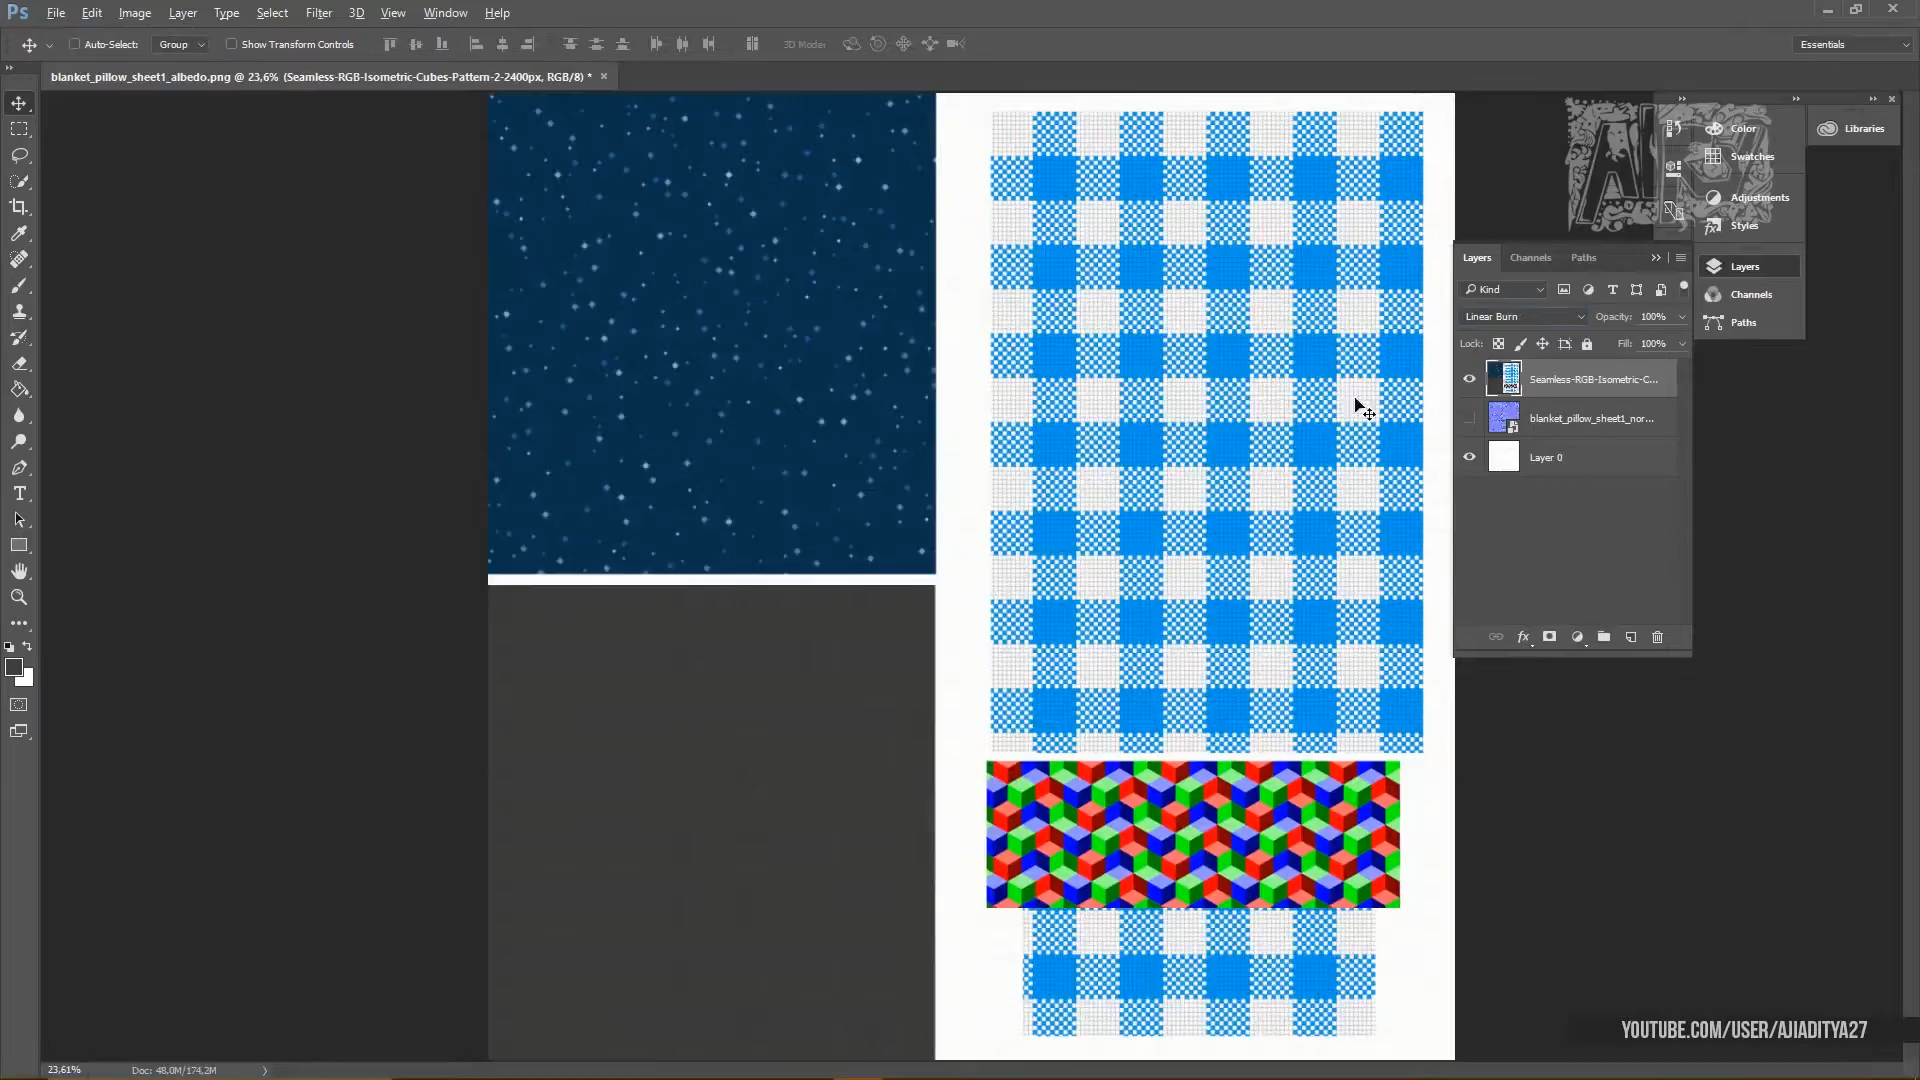 Ps File Edit Image Layer Type Select Filter 3D View Window Help
Auto-Select: Group Show Transform Controls 3D Mode: Essentials
blanket_pillow_sheet1_albedo.png @ 23,6% (Seamless-RGB-Isometric-Cubes-Pattern-2-2400px, RGB/8) *
Color
Libraries
Swatches
Adjustments
Styles
Layers
Channels
Paths
Layers Channels Paths
Kind
Linear Burn Opacity: 100%
Lock: Fill: 100%
Seamless-RGB-Isometric-C...
blanket_pillow_sheet1_nor...
Layer 0
fx
YOUTUBE.COM/USER/AJIADITYA27
23,61% Doc: 48,0M/174,2M